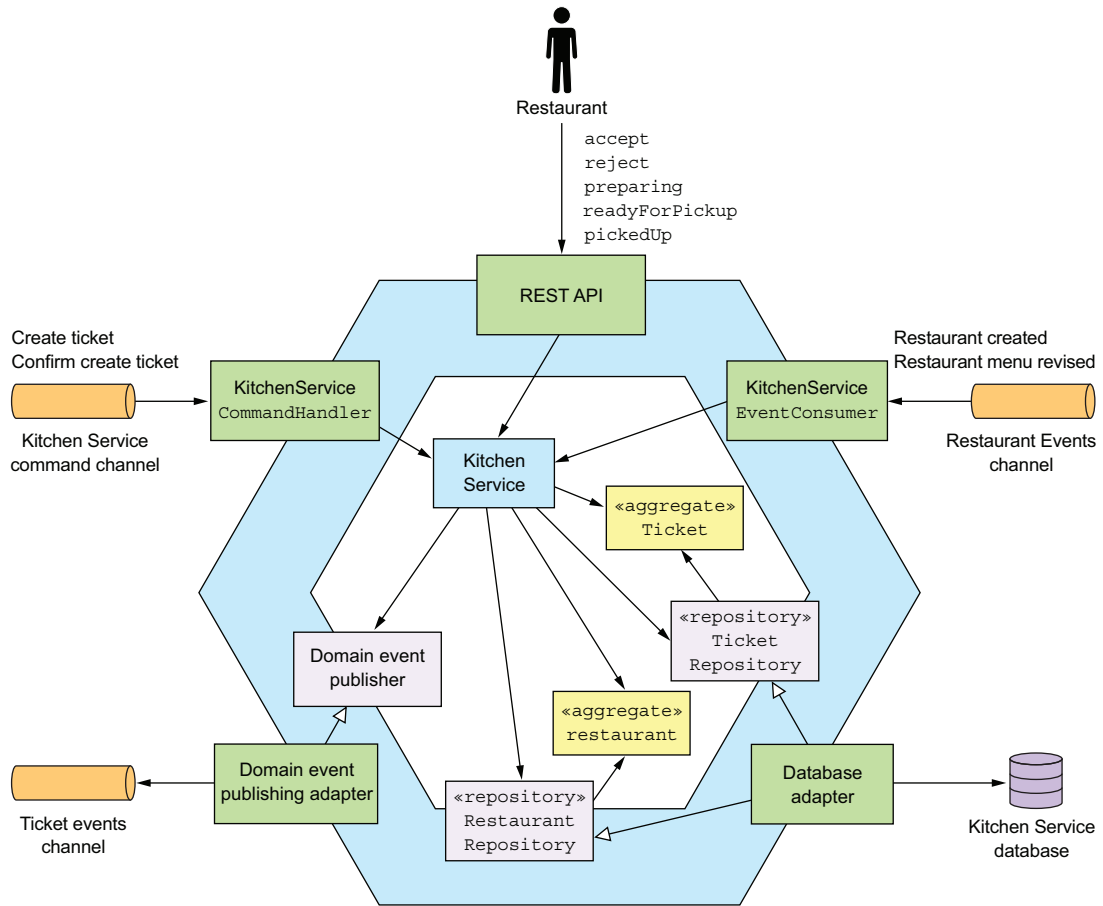 Restaurant
accept
reject
preparing
readyForPickup
pickedUp
REST API
Create ticket
Confirm create ticket
KitchenService
CommandHandler
Kitchen Service
command channel
Restaurant created
Restaurant menu revised
KitchenService
EventConsumer
Restaurant Events
channel
Kitchen
Service
«aggregate»
Ticket
«repository»
Ticket
Repository
Domain event
publisher
«aggregate»
restaurant
Domain event
publishing adapter
Ticket events
channel
«repository»
Restaurant
Repository
Database
adapter
Kitchen Service
database